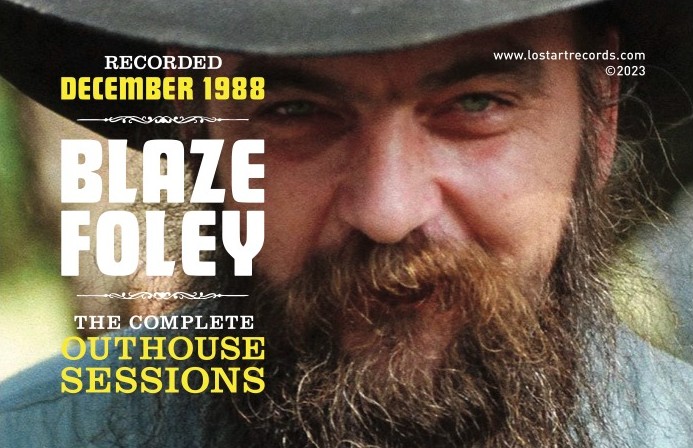 RECORDED
DECEMBER 1988
BLAZE
FOLEY
THE COMPLETE
OUTHOUSE
SESSIONS
www.lostartrecords.com
©2023